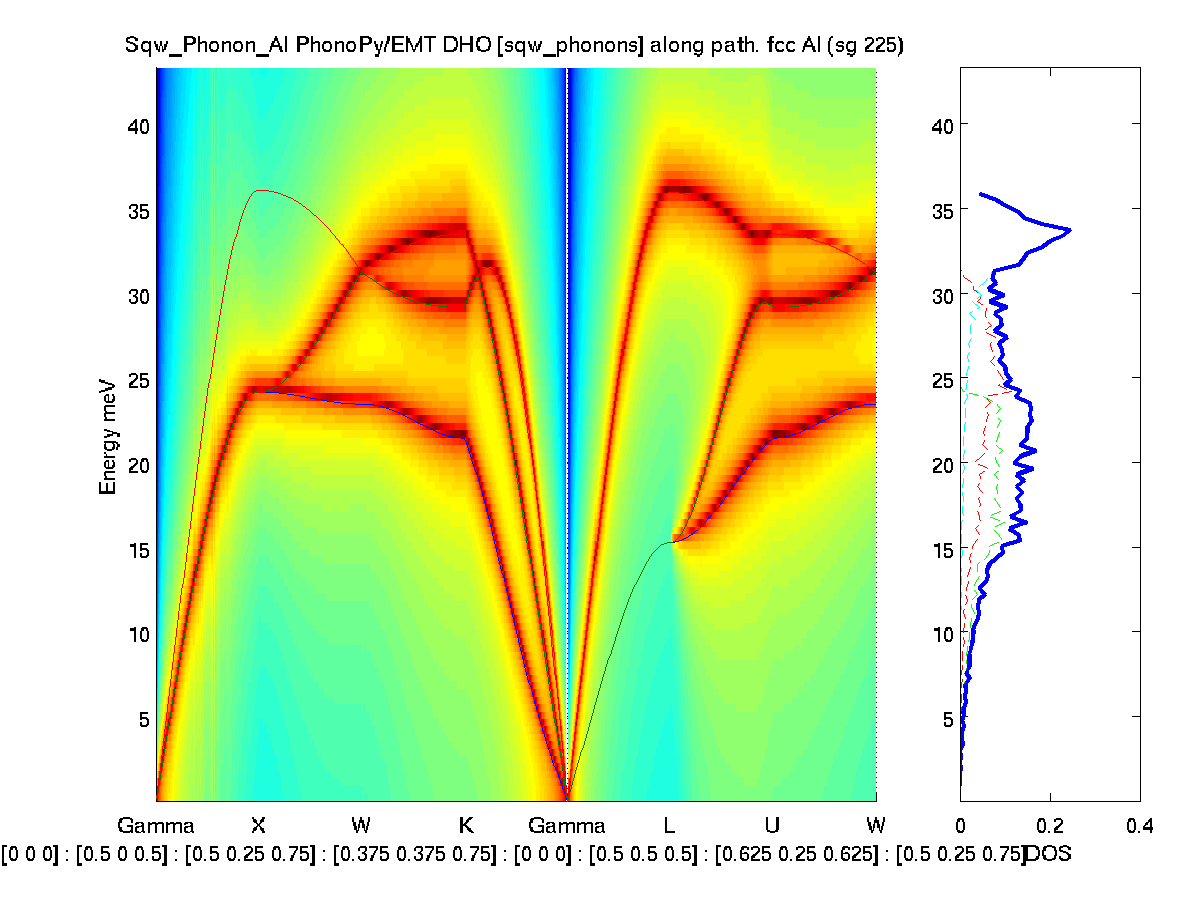 Sqw_Phonon_Al PhonoPy/EMT DHO [sqw_phonons] along path. fcc Al (sg 225)
40
35
30
25
20
15
10
5
Energy meV
Gamma X W K Gamma L U W
[0 0 0] : [0.5 0 0.5] : [0.5 0.25 0.75] : [0.375 0.375 0.75] : [0 0 0] : [0.5 0.5 0.5] : [0.625 0.25 0.625] : [0.5 0.25 0.75]
40
35
30
25
20
15
10
5
0 0.2 0.4
DOS